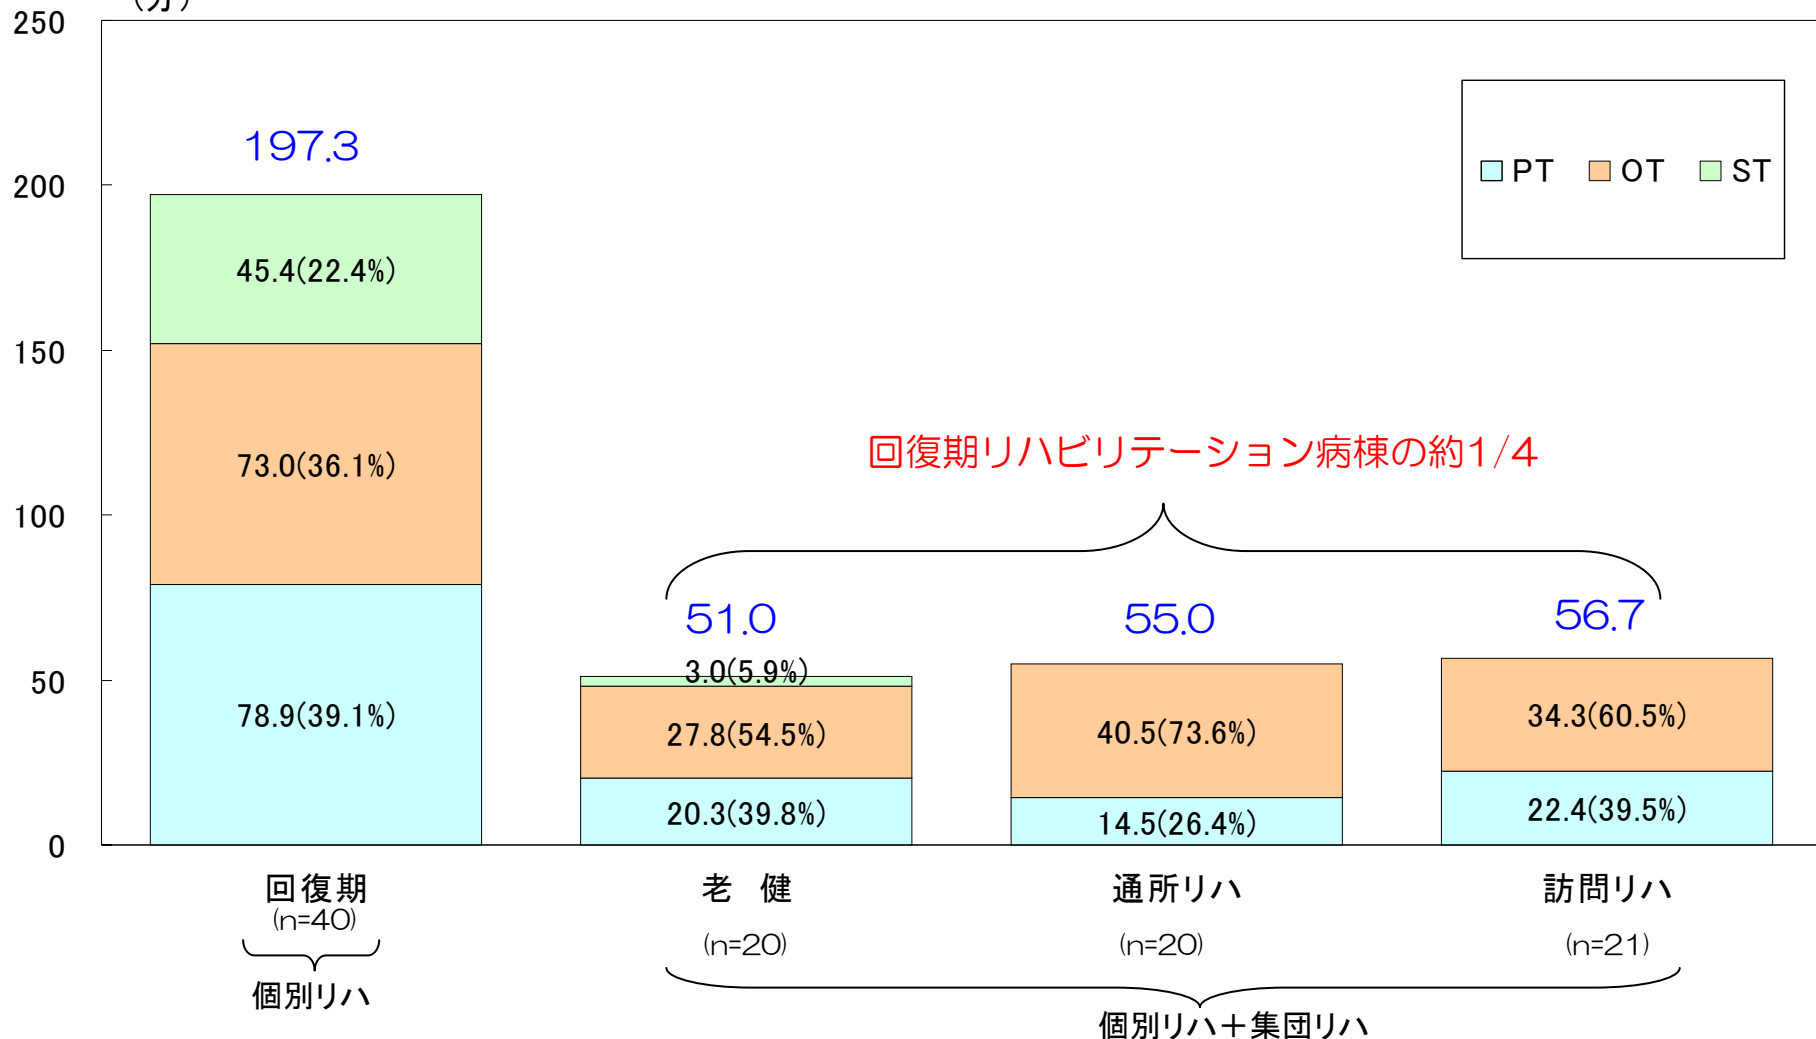 (分)
250
200
150
100
50
0
PT OT ST
197.3
45.4(22.4%)
73.0(36.1%)
78.9(39.1%)
回復期リハビリテーション病棟の約1/4
51.0
3.0(5.9%)
27.8(54.5%)
20.3(39.8%)
55.0
40.5(73.6%)
14.5(26.4%)
56.7
34.3(60.5%)
22.4(39.5%)
回復期
(n=40)
個別リハ
老 健
(n=20)
通所リハ
(n=20)
訪問リハ
(n=21)
個別リハ+集団リハ